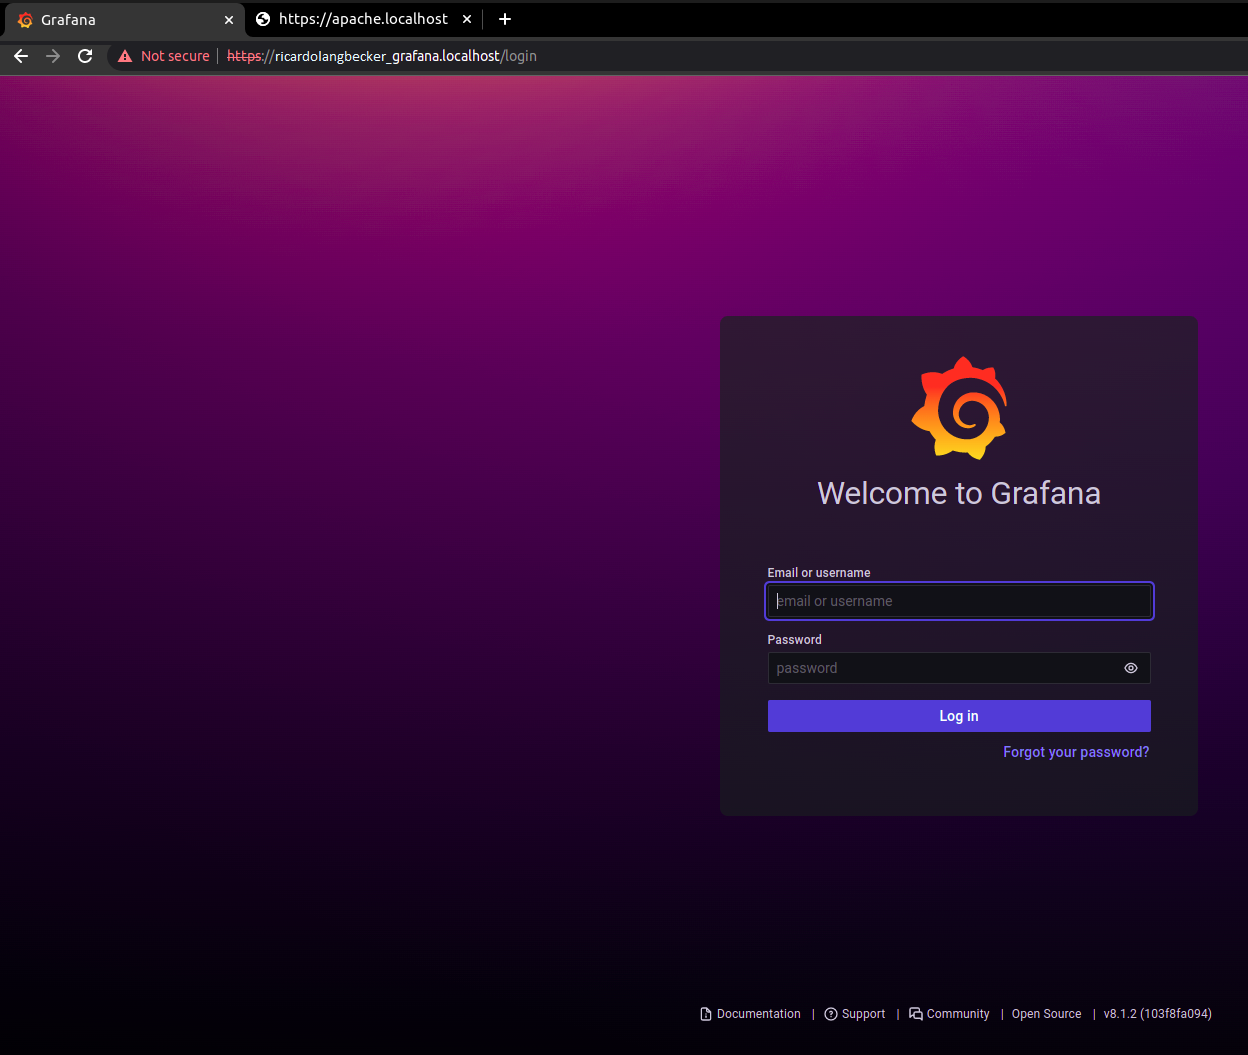 Grafana
https://apache.localhost
Not secure
https://ricardolangbecker_grafana.localhost/login
Welcome to Grafana
Email or username
email or username
Password
password
Log in
Forgot your password?
Documentation | Support | Community | Open Source | v8.1.2 (103f8fa094)